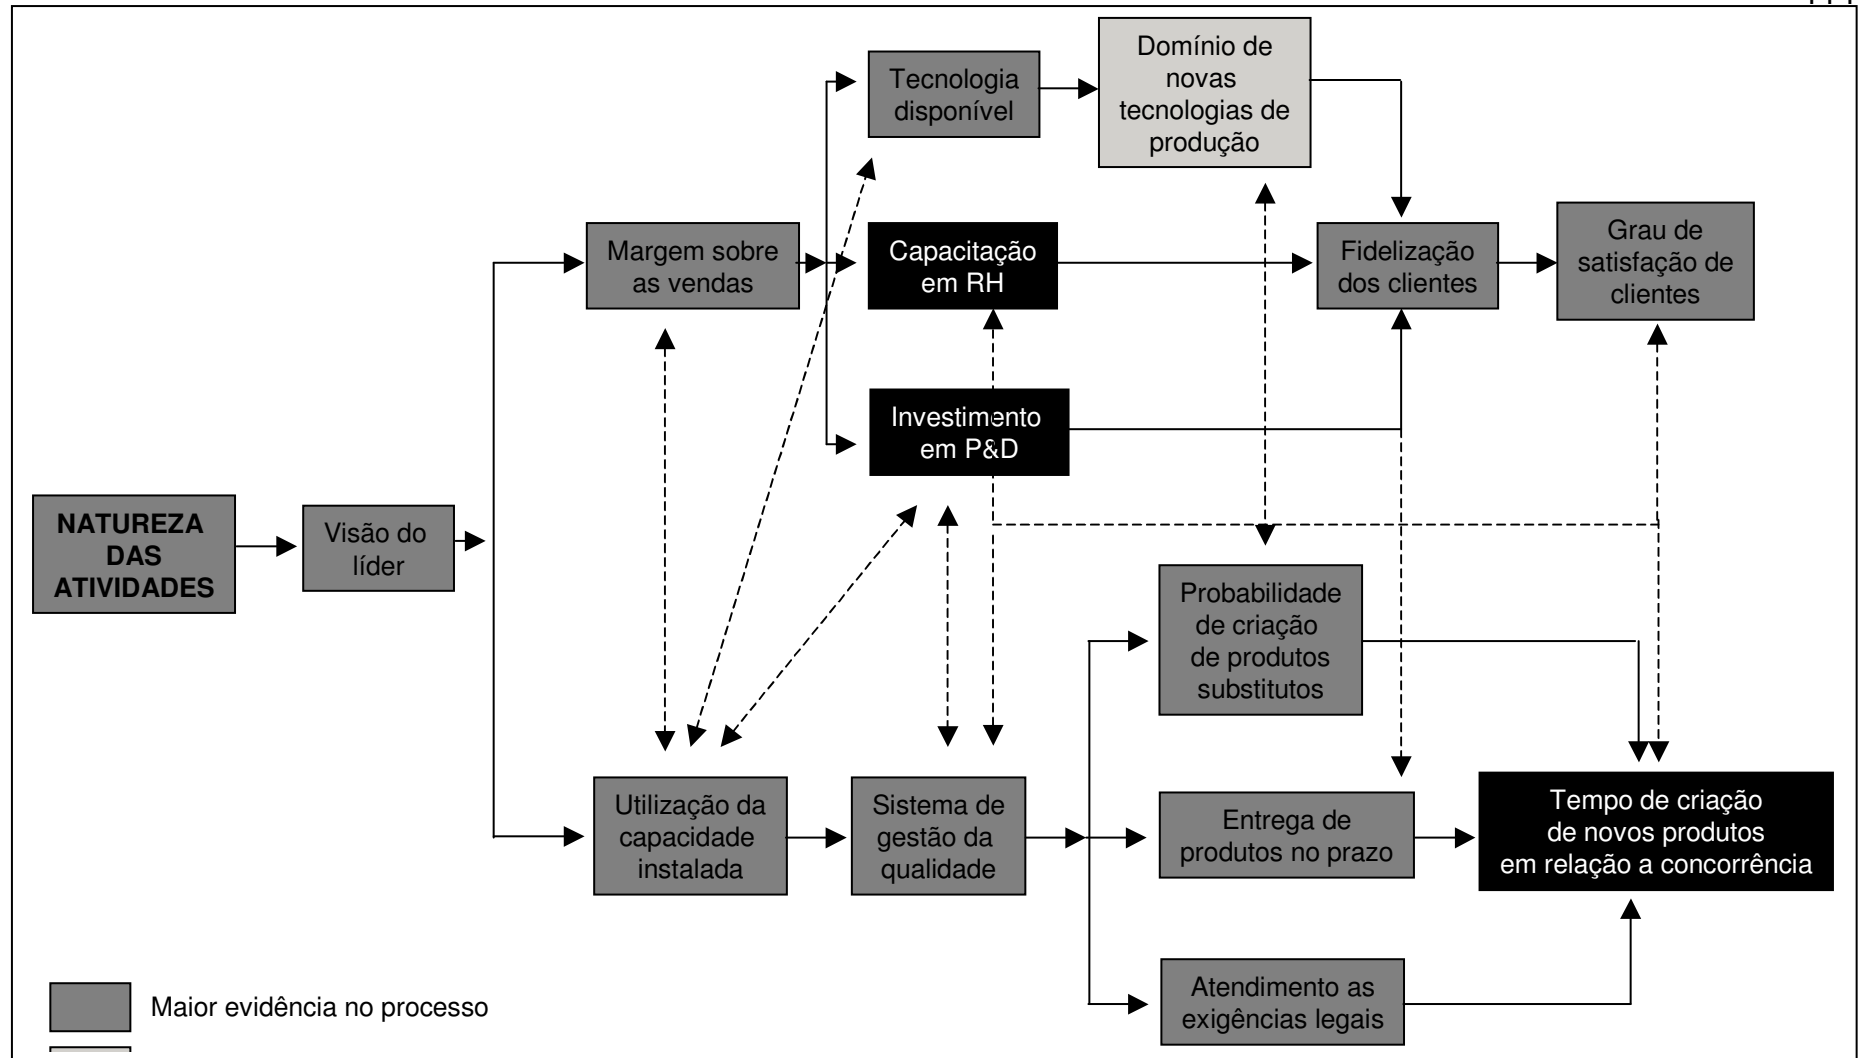 Tecnologia
disponível
Domínio de
novas
tecnologias de
produção
Margem sobre
as vendas
Capacitação
em RH
Fidelização
dos clientes
Grau de
satisfação de
clientes
Investimento
em P&D
NATUREZA
DAS
ATIVIDADES
Visão do
líder
Probabilidade
de criação
de produtos
substitutos
Utilização da
capacidade
instalada
Sistema de
gestão da
qualidade
Entrega de
produtos no prazo
Tempo de criação
de novos produtos
em relação a concorrência
Atendimento as
exigências legais
Maior evidência no processo